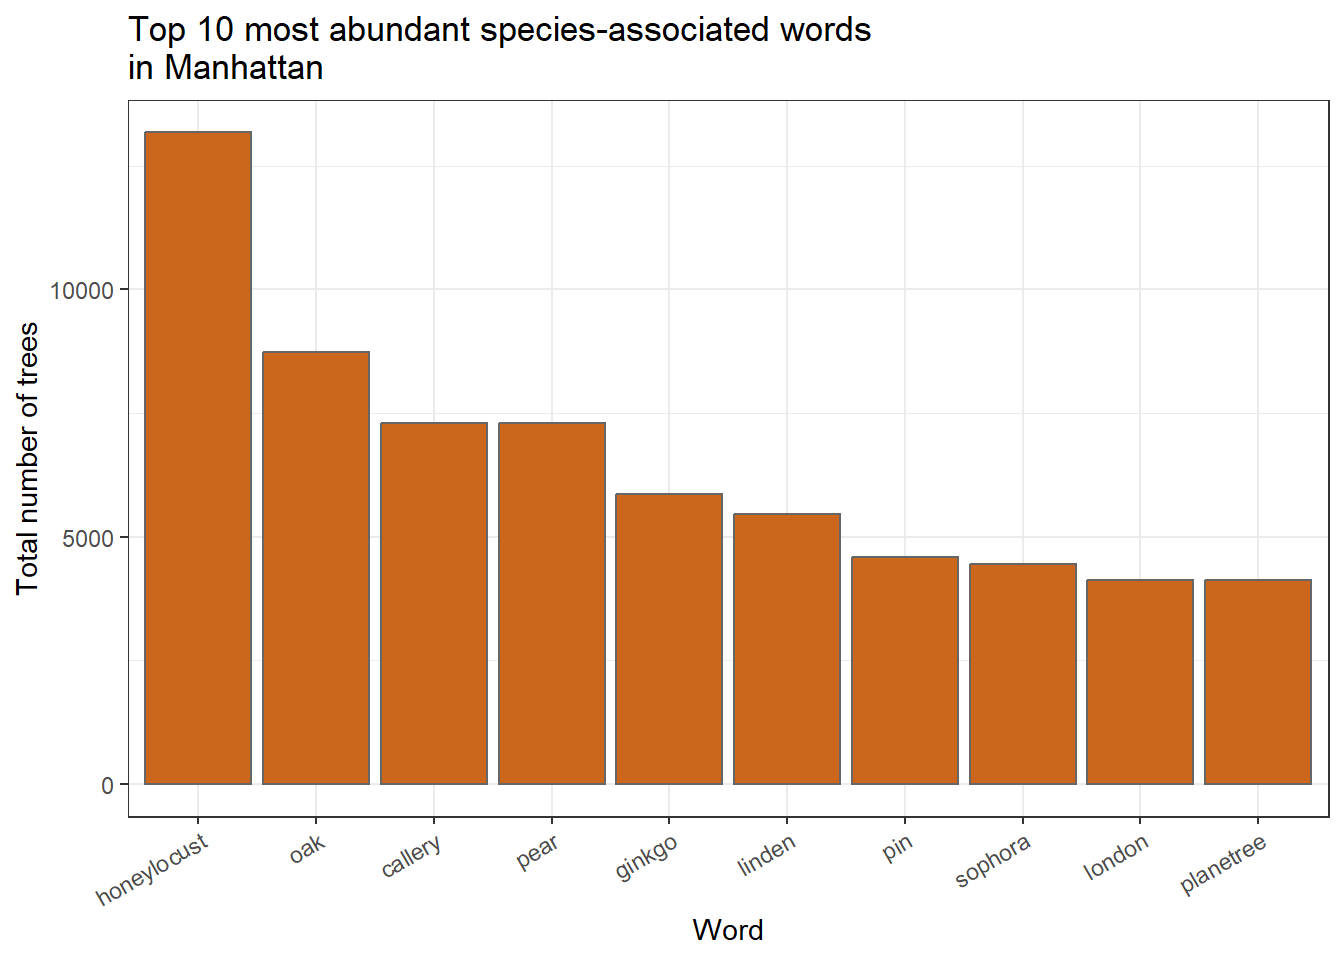 Top 10 most abundant species-associated words
in Manhattan
Total number of trees
10000
5000
0
honeylocust
oak
callery
pear
ginkgo
linden
pin
sophora
london
planetree
Word